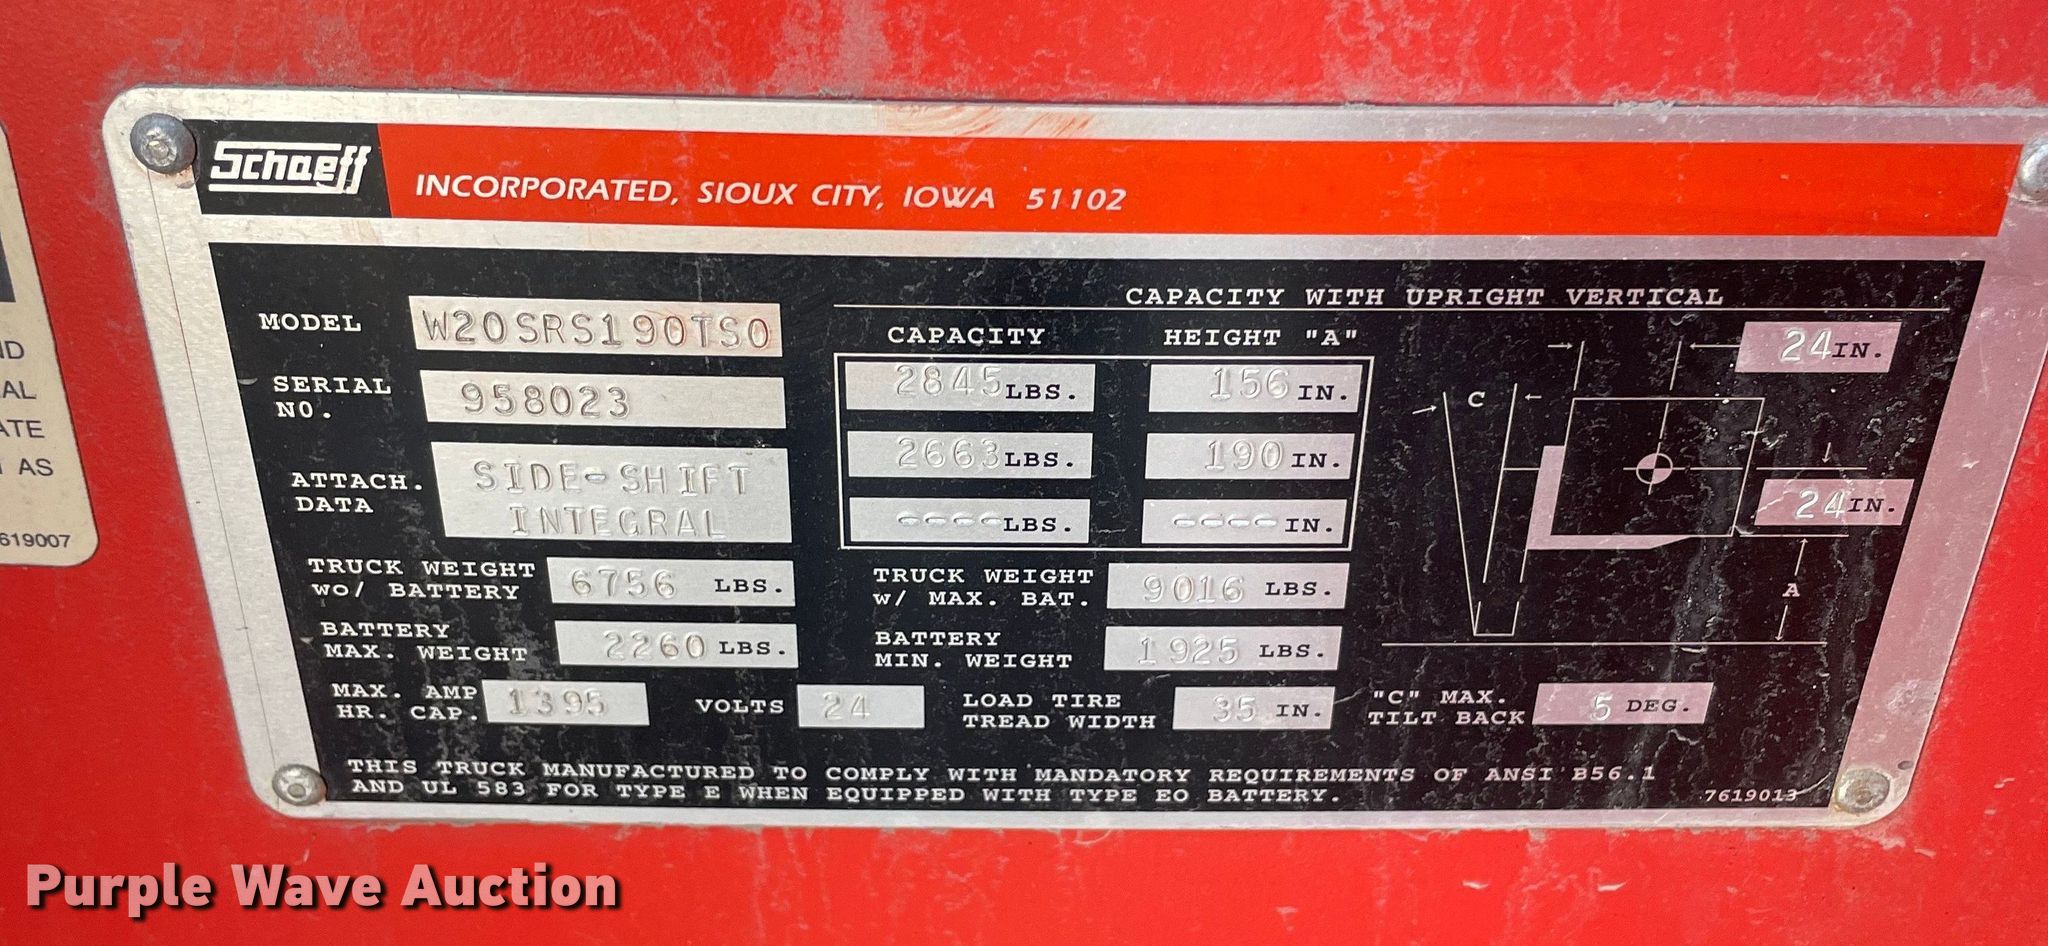 Schaeff
INCORPORATED, SIOUX CITY, IOWA 51102
MODEL W20SRS190TS0
SERIAL NO. 958023
ATTACH. DATA SIDE-SHIFT INTEGRAL
CAPACITY WITH UPRIGHT VERTICAL
CAPACITY HEIGHT "A"
2845 LBS. 156 IN.
2663 LBS. 190 IN.
---- LBS. ---- IN.
24 IN.
C
24 IN.
A
TRUCK WEIGHT WO/ BATTERY 6756 LBS.
TRUCK WEIGHT W/ MAX. BAT. 9016 LBS.
BATTERY MAX. WEIGHT 2260 LBS.
BATTERY MIN. WEIGHT 1925 LBS.
MAX. AMP HR. CAP. 1395
VOLTS 24
LOAD TIRE TREAD WIDTH 35 IN.
"C" MAX. TILT BACK 5 DEG.
THIS TRUCK MANUFACTURED TO COMPLY WITH MANDATORY REQUIREMENTS OF ANSI B56.1
AND UL 583 FOR TYPE E WHEN EQUIPPED WITH TYPE EO BATTERY.
7619013
AS
619007
Purple Wave Auction